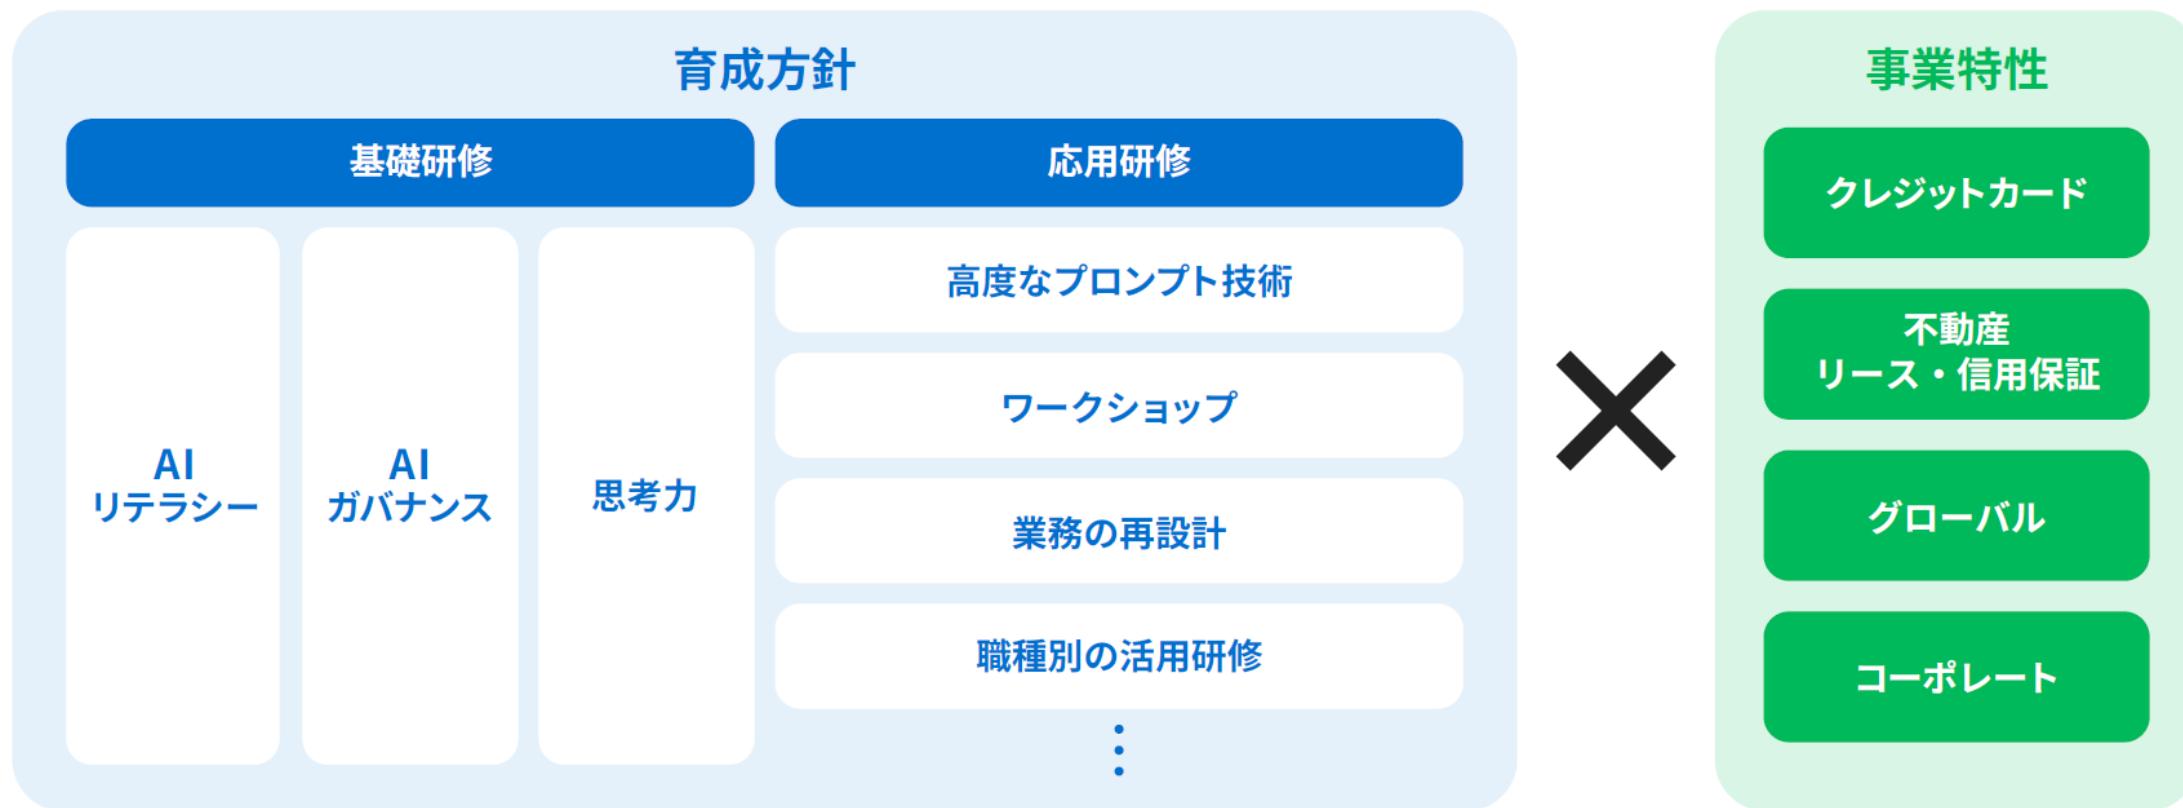 育成方針
基礎研修
AI
リテラシー
AI
ガバナンス
思考力
応用研修
高度なプロンプト技術
ワークショップ
業務の再設計
職種別の活用研修
×
事業特性
クレジットカード
不動産
リース・信用保証
グローバル
コーポレート